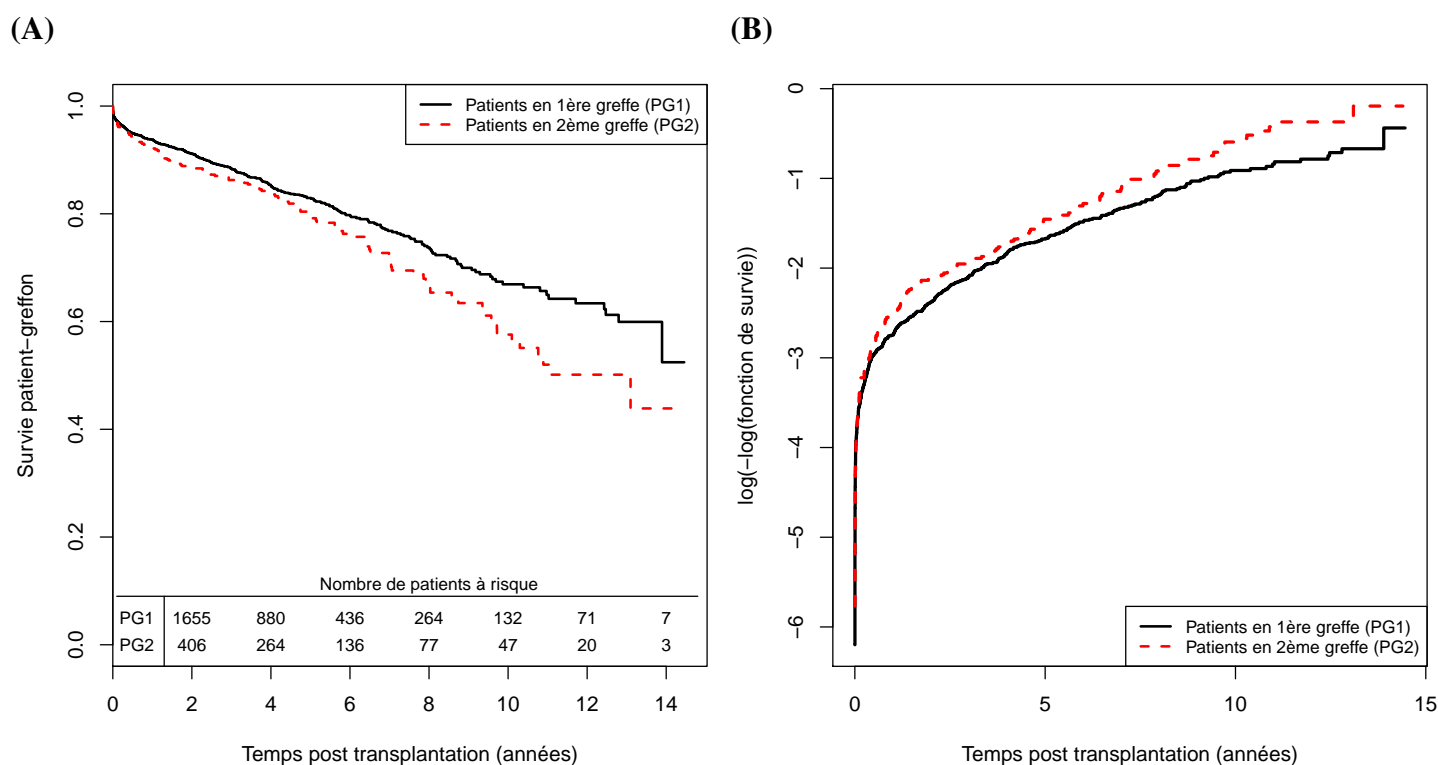 (A)
Survie patient−greffon
1.0
0.8
0.6
0.4
0.2
0.0
Patients en 1ère greffe (PG1)
Patients en 2ème greffe (PG2)
Nombre de patients à risque
PG1 1655 880 436 264 132 71 7
PG2 406 264 136 77 47 20 3
0 2 4 6 8 10 12 14
Temps post transplantation (années)
(B)
log(−log(fonction de survie))
0
−1
−2
−3
−4
−5
−6
Patients en 1ère greffe (PG1)
Patients en 2ème greffe (PG2)
0 5 10 15
Temps post transplantation (années)